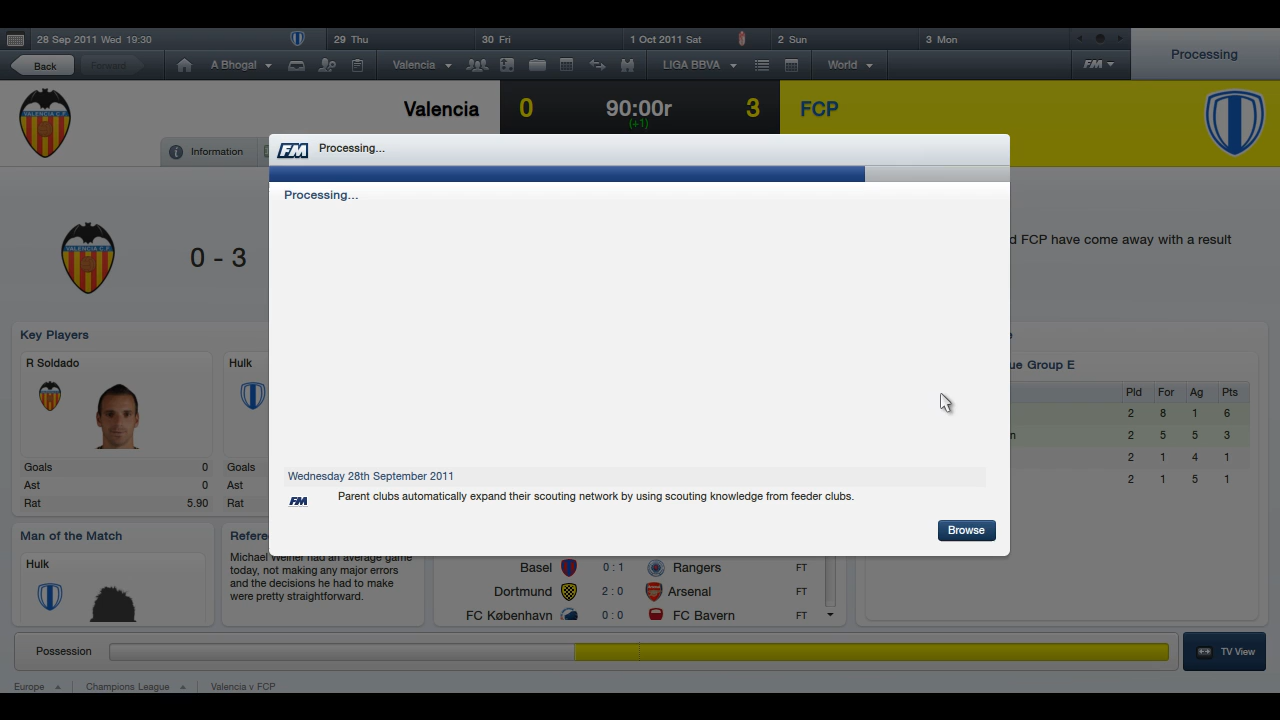 28 Sep 2011 Wed 19:30
29 Thu
30 Fri
1 Oct 2011 Sat
2 Sun
3 Mon
Processing
Back
Forward
A Bhogal
Valencia
LIGA BBVA
World
FM
Valencia
0
90:00r
(+1)
3
FCP
VALENCIA C.F
Information
FM
Processing...
Processing...
VALENCIA C.F
0 - 3
d FCP have come away with a result
Key Players
R Soldado
Hulk
Goals 0
Ast 0
Rat 5.90
Goals
Ast
Rat
ue Group E
Pld For Ag Pts
2 8 1 6
n 2 5 5 3
2 1 4 1
2 1 5 1
Wednesday 28th September 2011
FM
Parent clubs automatically expand their scouting network by using scouting knowledge from feeder clubs.
Browse
Man of the Match
Hulk
Refere
Michael Weiner had an average game
today, not making any major errors
and the decisions he had to make
were pretty straightforward.
Basel 0 : 1 Rangers FT
Dortmund 2 : 0 Arsenal FT
FC København 0 : 0 FC Bayern FT
Possession
TV View
Europe
Champions League
Valencia v FCP